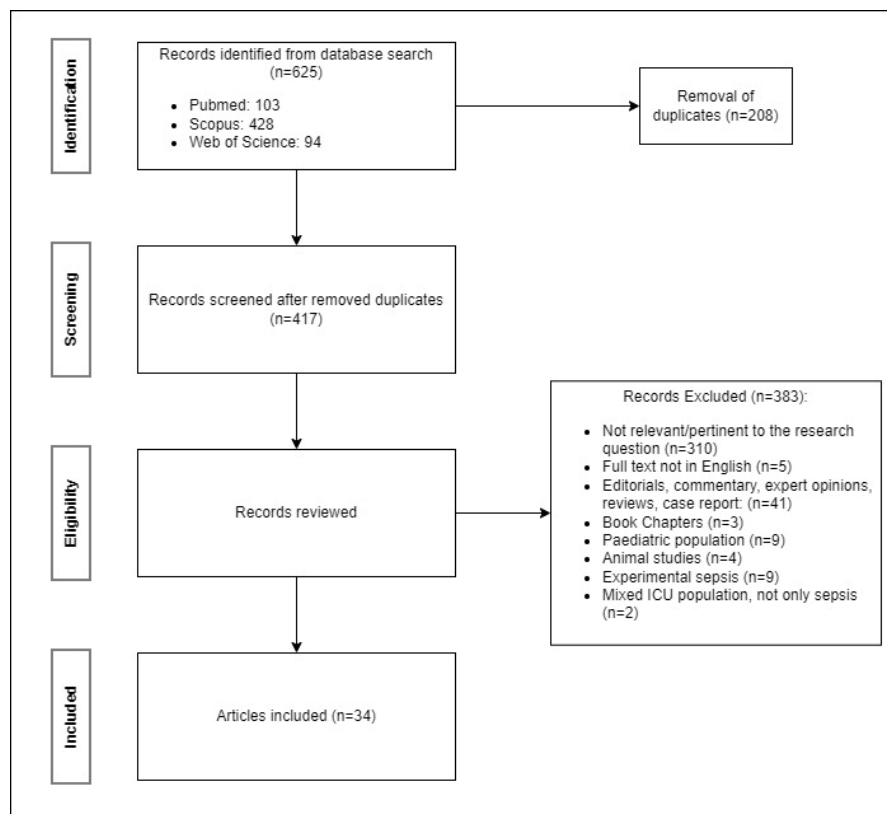 Identification
Records identified from database search
(n=625)
• Pubmed: 103
• Scopus: 428
• Web of Science: 94
Removal of
duplicates (n=208)
Screening
Records screened after removed duplicates
(n=417)
Eligibility
Records reviewed
Records Excluded (n=383):
• Not relevant/pertinent to the research
question (n=310)
• Full text not in English (n=5)
• Editorials, commentary, expert opinions,
reviews, case report: (n=41)
• Book Chapters (n=3)
• Paediatric population (n=9)
• Animal studies (n=4)
• Experimental sepsis (n=9)
• Mixed ICU population, not only sepsis
(n=2)
Included
Articles included (n=34)